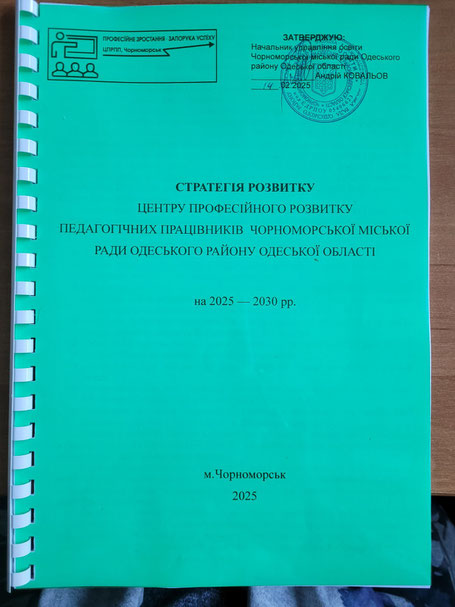 ПРОФЕСІЙНЕ ЗРОСТАННЯ - ЗАПОРУКА УСПІХУ
ЦПРПП, Чорноморськ
ЗАТВЕРДЖУЮ:
Начальник управління освіти
Чорноморської міської ради Одеського
району Одеської області
Андрій КОВАЛЬОВ
14 02 2025
СТРАТЕГІЯ РОЗВИТКУ
ЦЕНТРУ ПРОФЕСІЙНОГО РОЗВИТКУ
ПЕДАГОГІЧНИХ ПРАЦІВНИКІВ ЧОРНОМОРСЬКОЇ МІСЬКОЇ
РАДИ ОДЕСЬКОГО РАЙОНУ ОДЕСЬКОЇ ОБЛАСТІ
на 2025 — 2030 рр.
м.Чорноморськ
2025